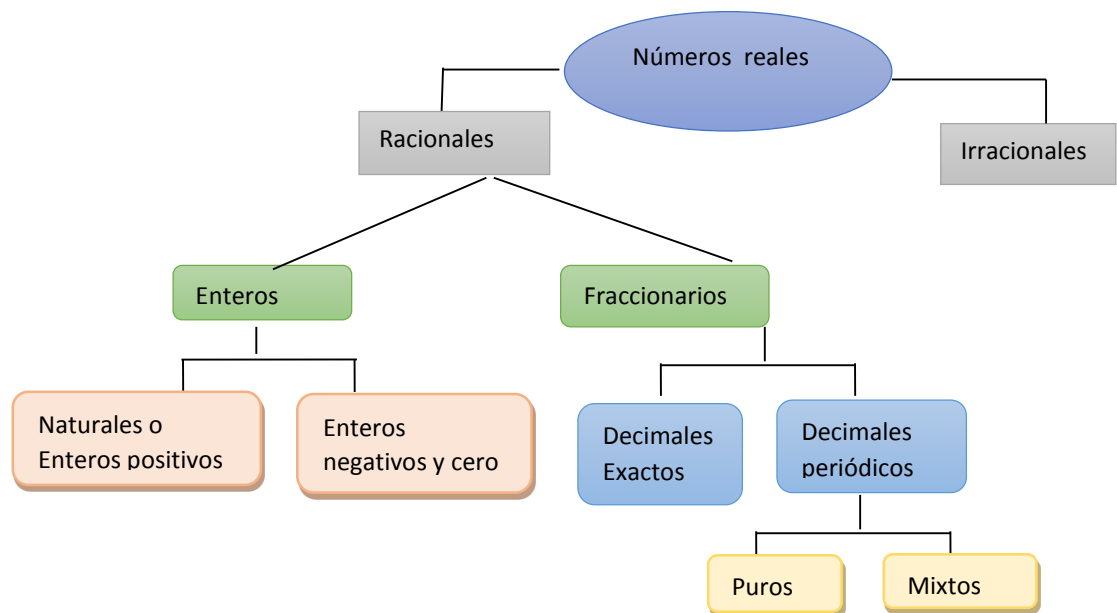 Números reales
Racionales
Irracionales
Enteros
Fraccionarios
Naturales o
Enteros positivos
Enteros
negativos y cero
Decimales
Exactos
Decimales
periódicos
Puros
Mixtos